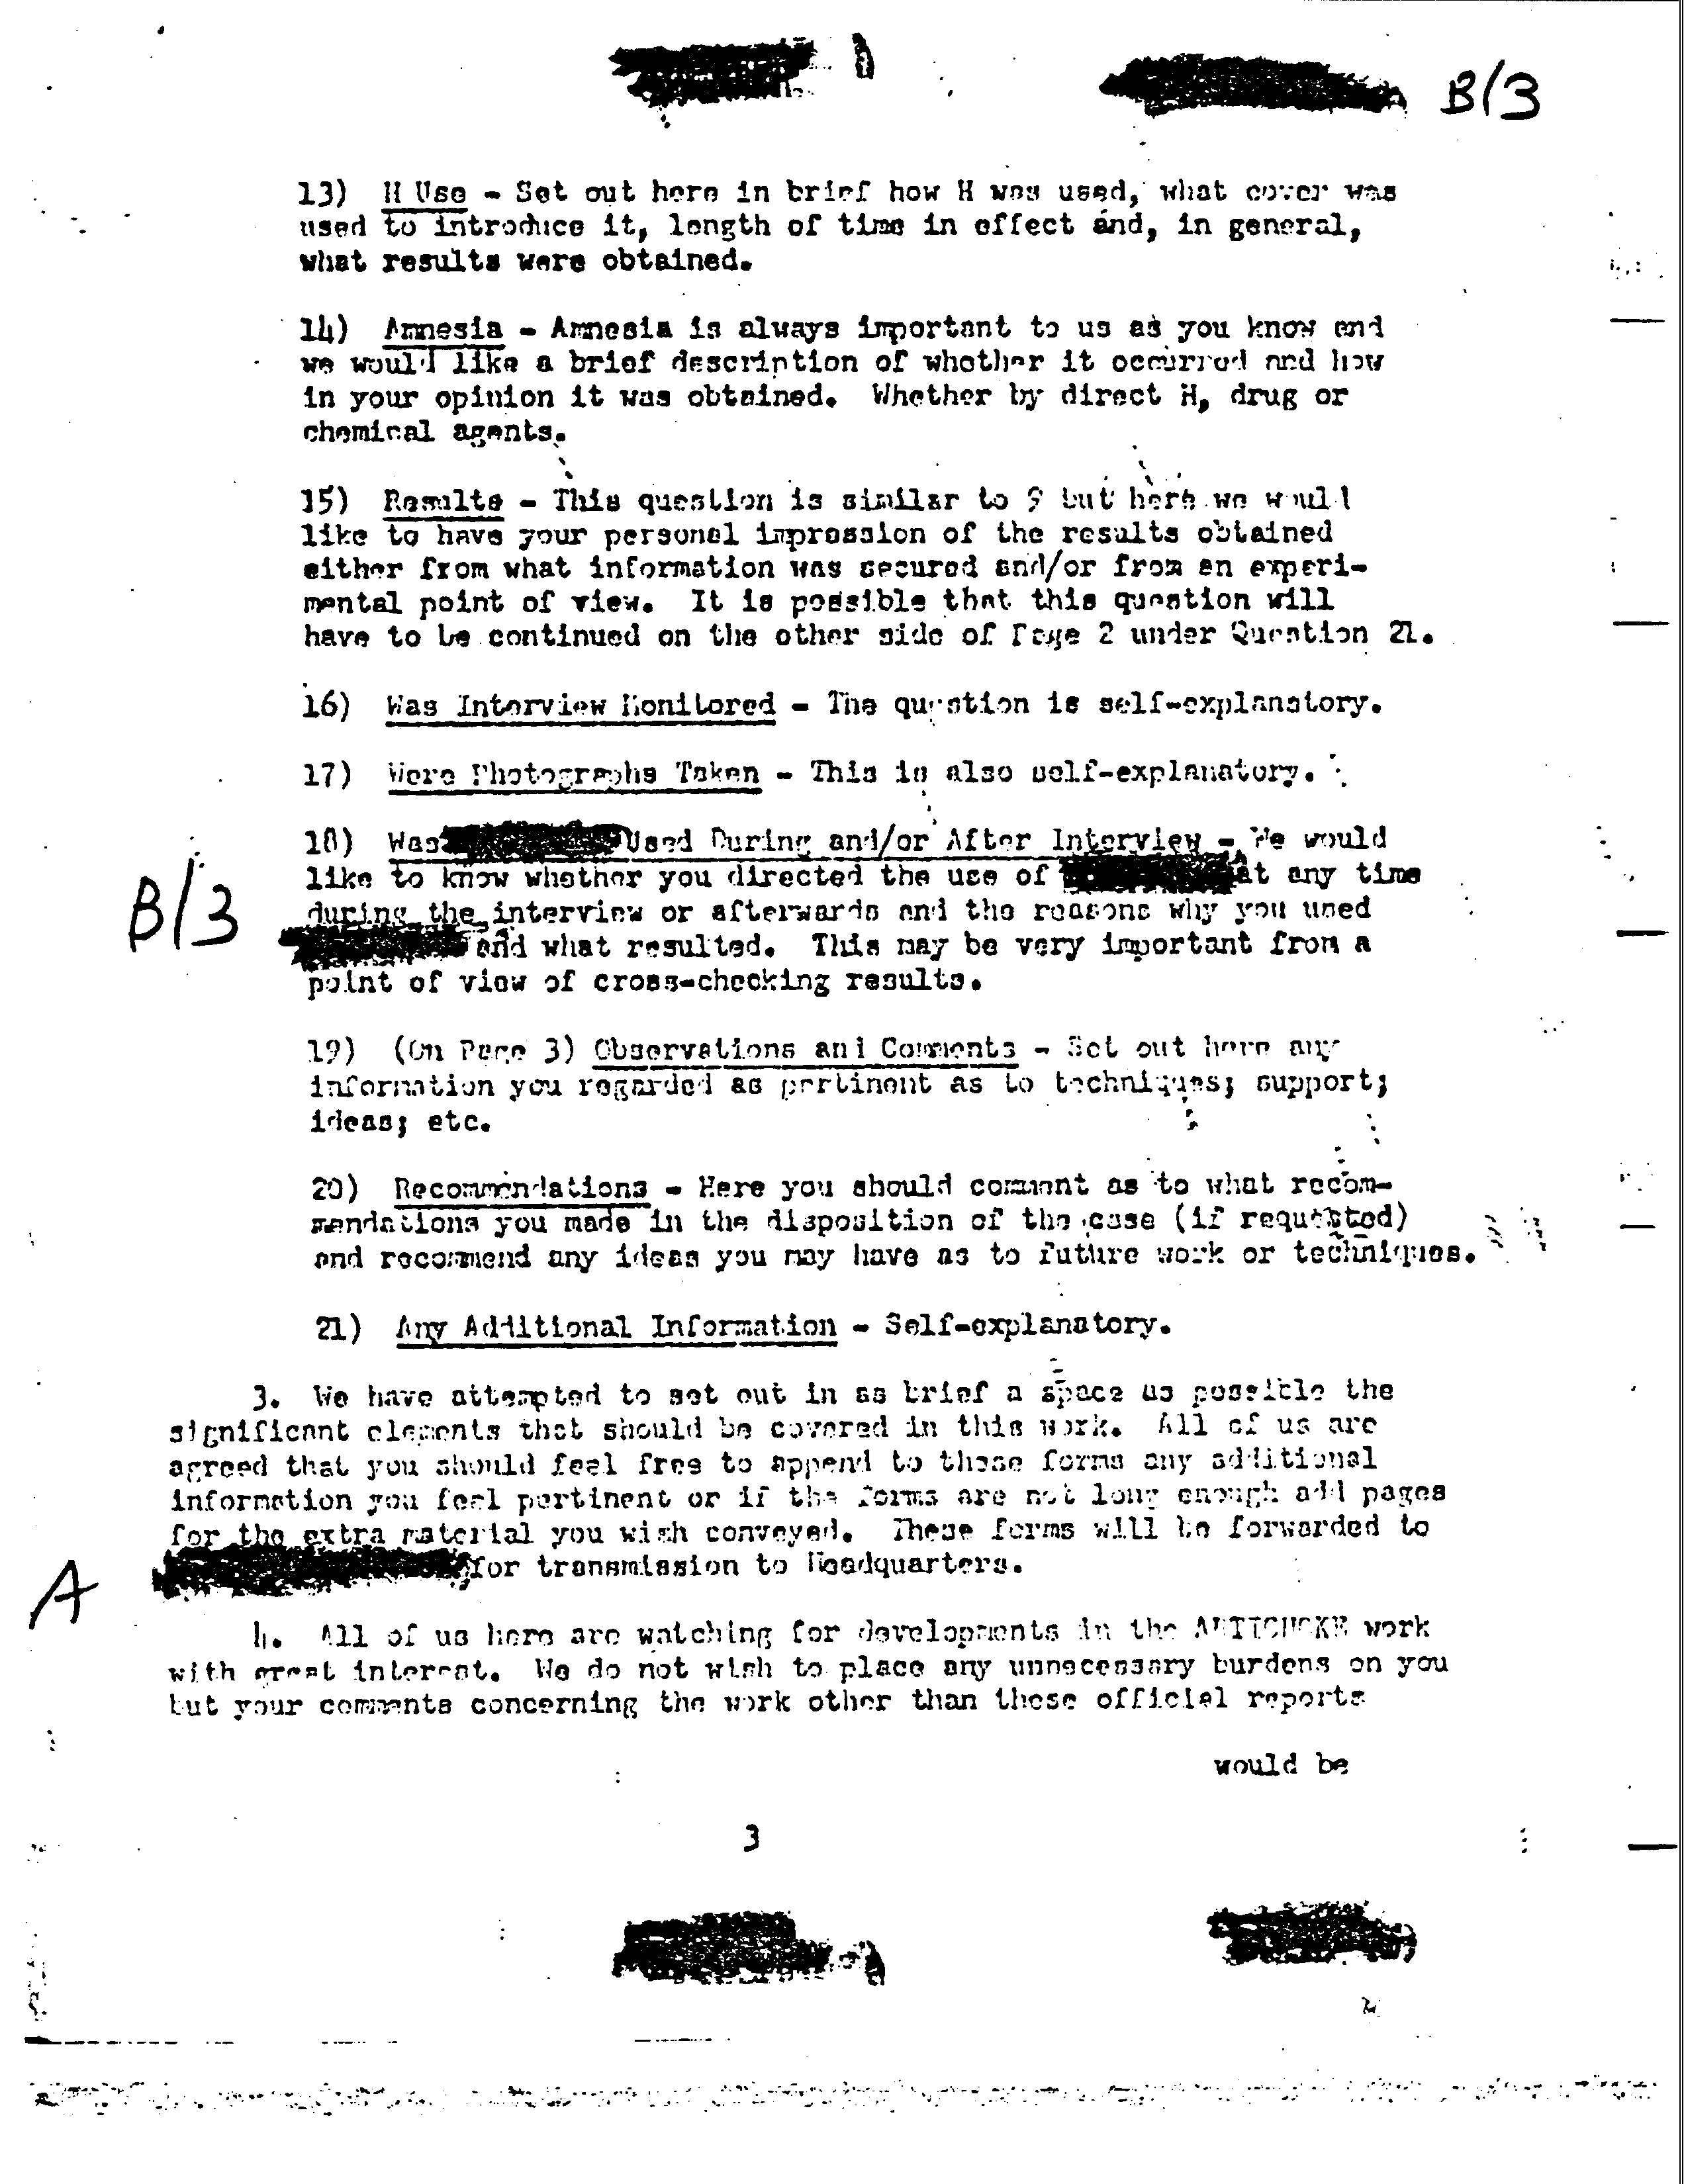 B/3
13) H Use - Set out here in brief how H was used, what cover was
used to introduce it, length of time in effect and, in general,
what results were obtained.
14) Amnesia - Amnesia is always important to us as you know and
we would like a brief description of whether it occurred and how
in your opinion it was obtained. Whether by direct H, drug or
chemical agents.
15) Results - This question is similar to 9 but here we would
like to have your personal impression of the results obtained
either from what information was secured and/or from an experi-
mental point of view. It is possible that this question will
have to be continued on the other side of Page 2 under Question 21.
16) Was Interview Monitored - The question is self-explanatory.
17) Were Photographs Taken - This is also self-explanatory.
18) Was Used During and/or After Interview - We would
like to know whether you directed the use of at any time
B/3
during the interview or afterwards and the reasons why you used
and what resulted. This may be very important from a
point of view of cross-checking results.
19) (On Page 3) Observations and Comments - Set out here any
information you regarded as pertinent as to techniques; support;
ideas; etc.
20) Recommendations - Here you should comment as to what recom-
mendations you made in the disposition of the case (if requested)
and recommend any ideas you may have as to future work or techniques.
21) Any Additional Information - Self-explanatory.
3. We have attempted to set out in as brief a space as possible the
significant elements that should be covered in this work. All of us are
agreed that you should feel free to append to these forms any additional
information you feel pertinent or if the forms are not long enough add pages
for the extra material you wish conveyed. These forms will be forwarded to
A
for transmission to Headquarters.
4. All of us here are watching for developments in the ARTICHOKE work
with great interest. We do not wish to place any unnecessary burdens on you
but your comments concerning the work other than these official reports
would be
3